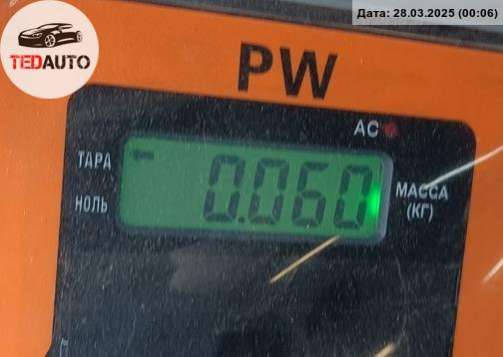 Дата: 28.03.2025 (00:06)
TEDAUTO
PW
AC
ТАРА
НОЛЬ
0.060
МАССА
(КГ)